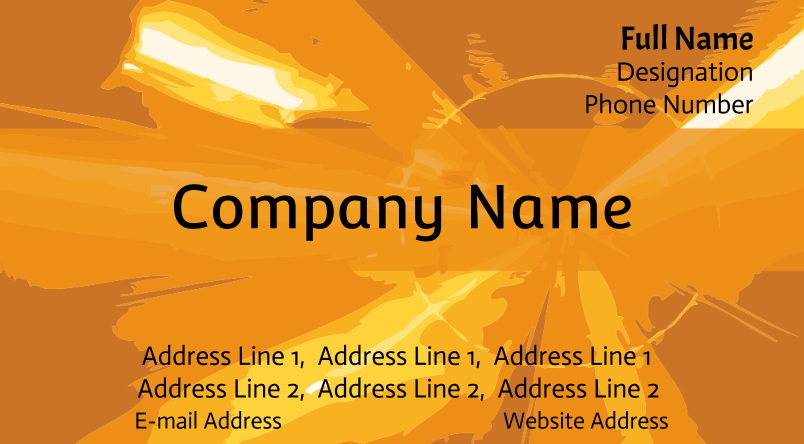 Full Name
Designation
Phone Number
Company Name
Address Line 1,  Address Line 1,  Address Line 1
Address Line 2,  Address Line 2,  Address Line 2
E-mail Address Website Address